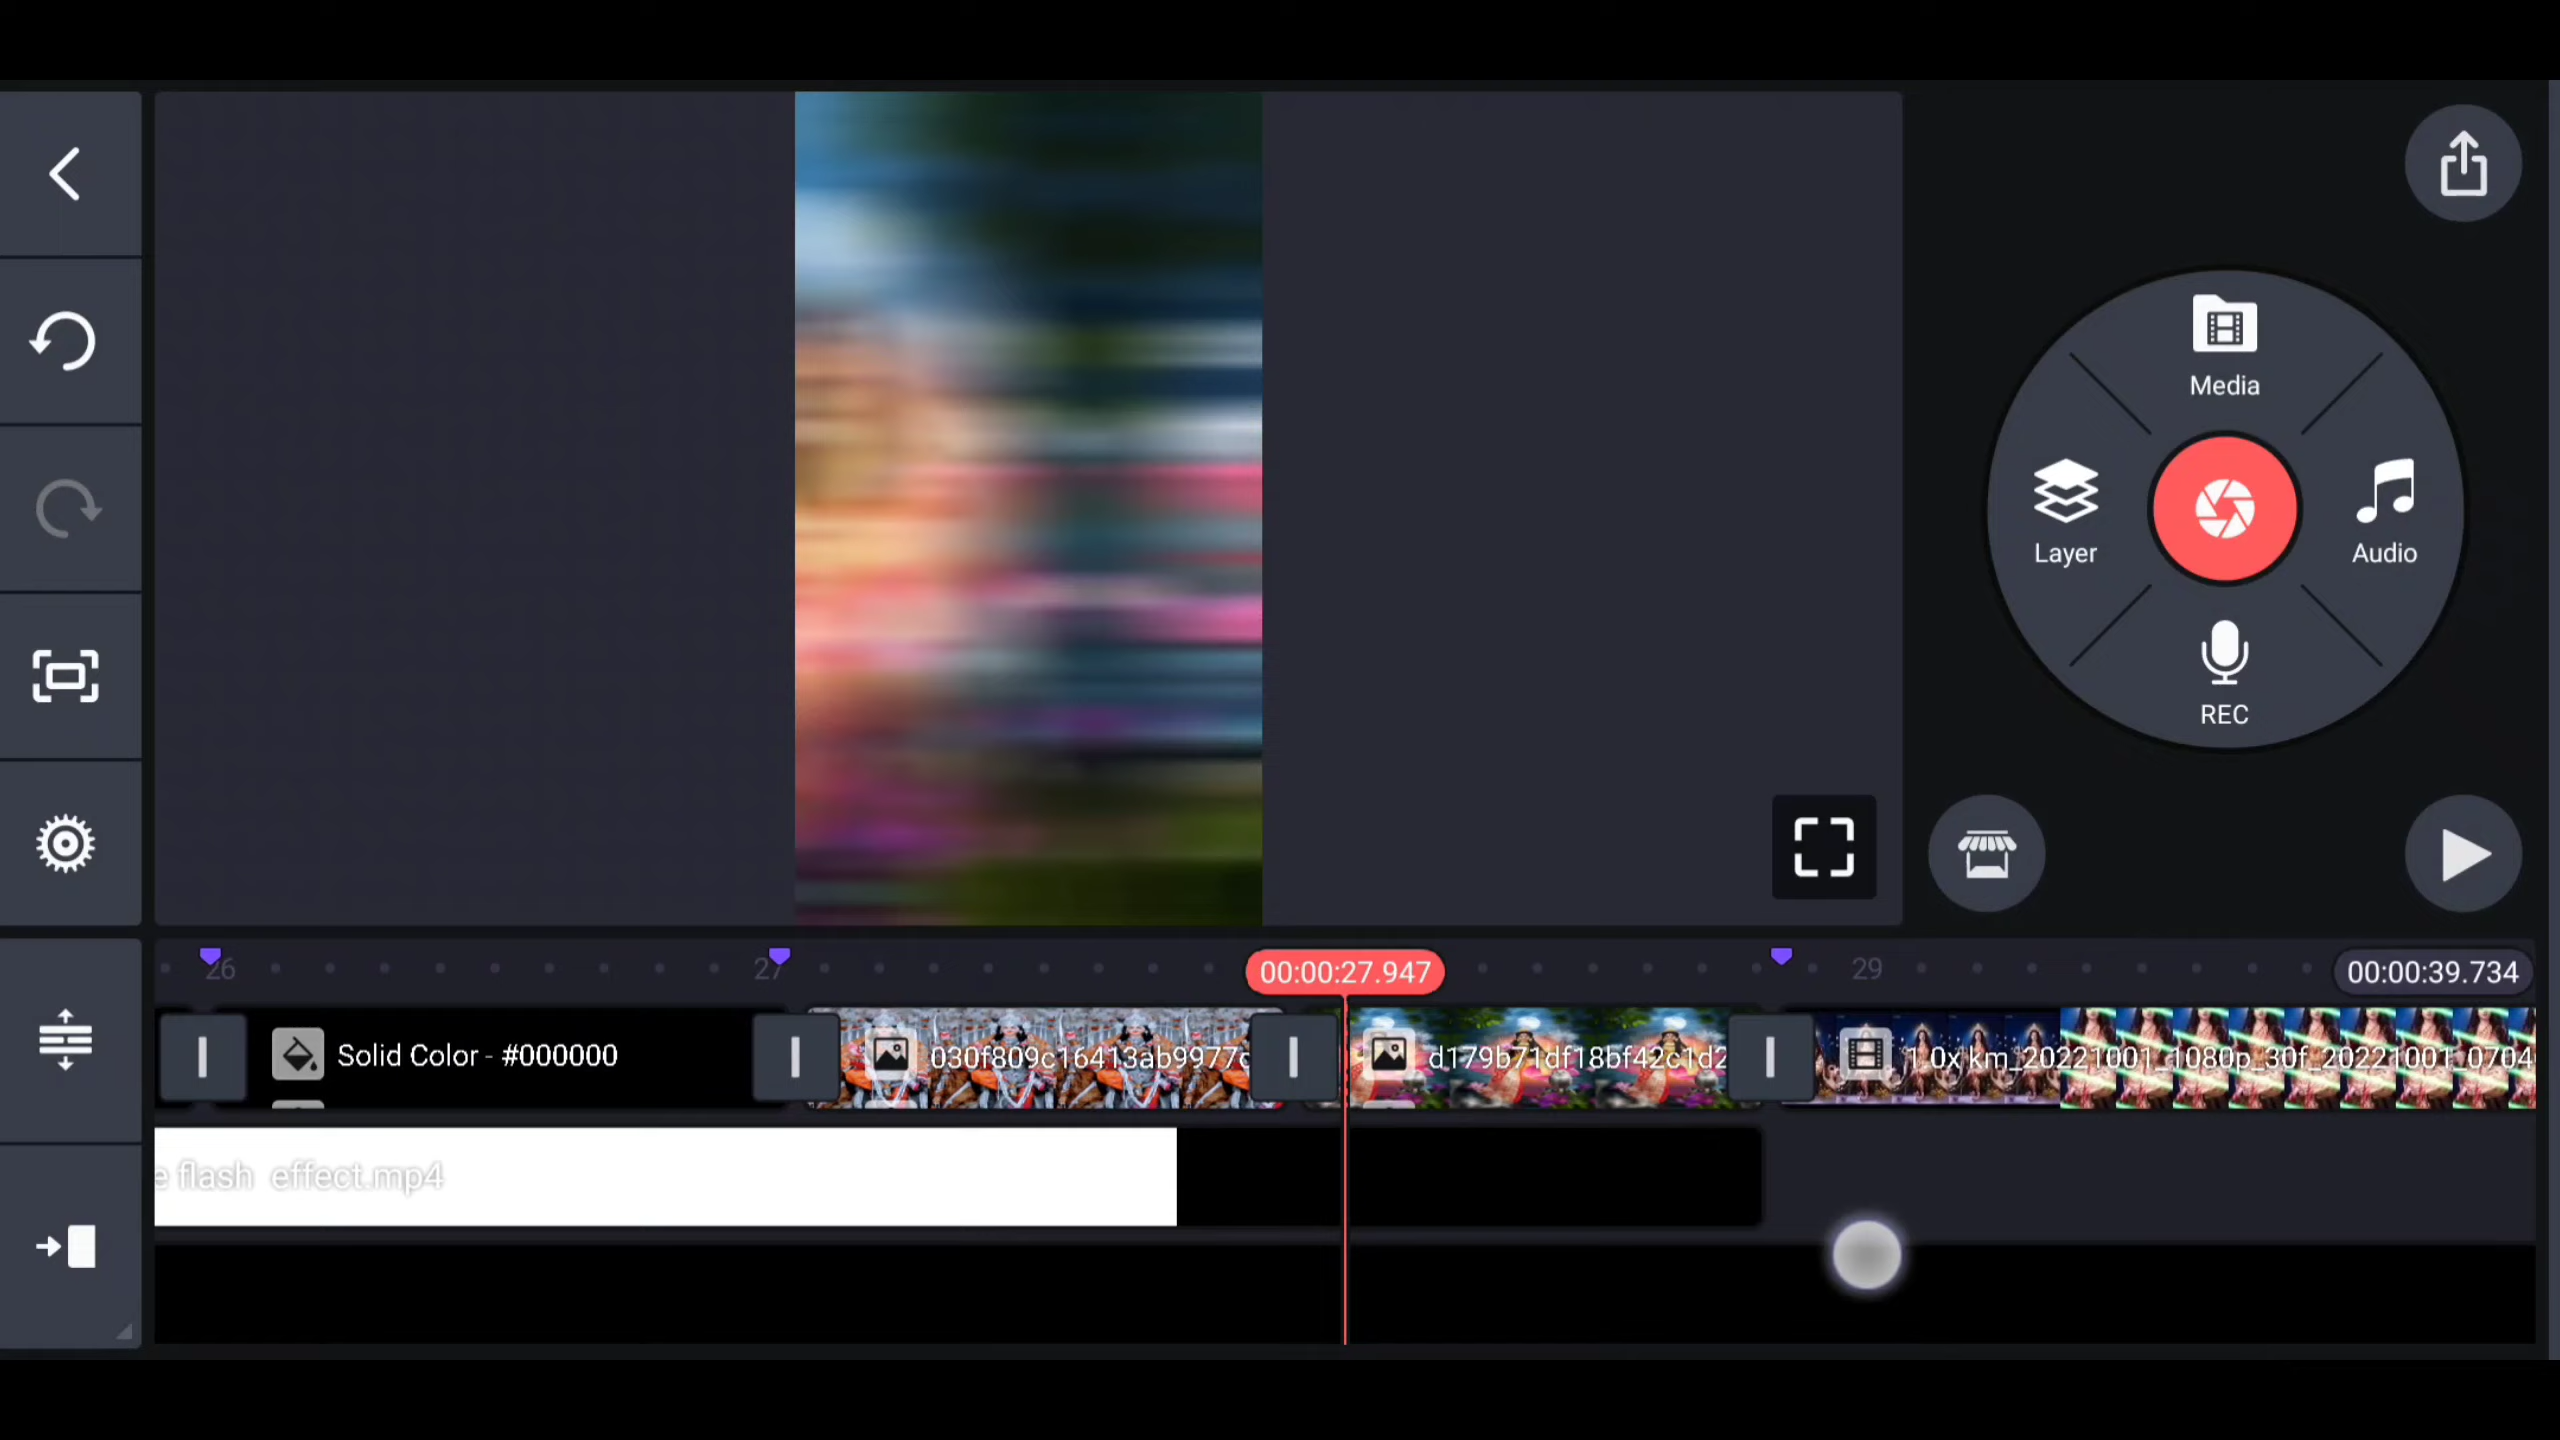 Media
Layer
Audio
REC
26
27
00:00:27.947
29
00:00:39.734
Solid Color - #000000
030f809c16413ab9977c
d179b71df18bf42c1d2
1.0x km_20221001_1080p_30f_20221001_0704
e flash effect.mp4